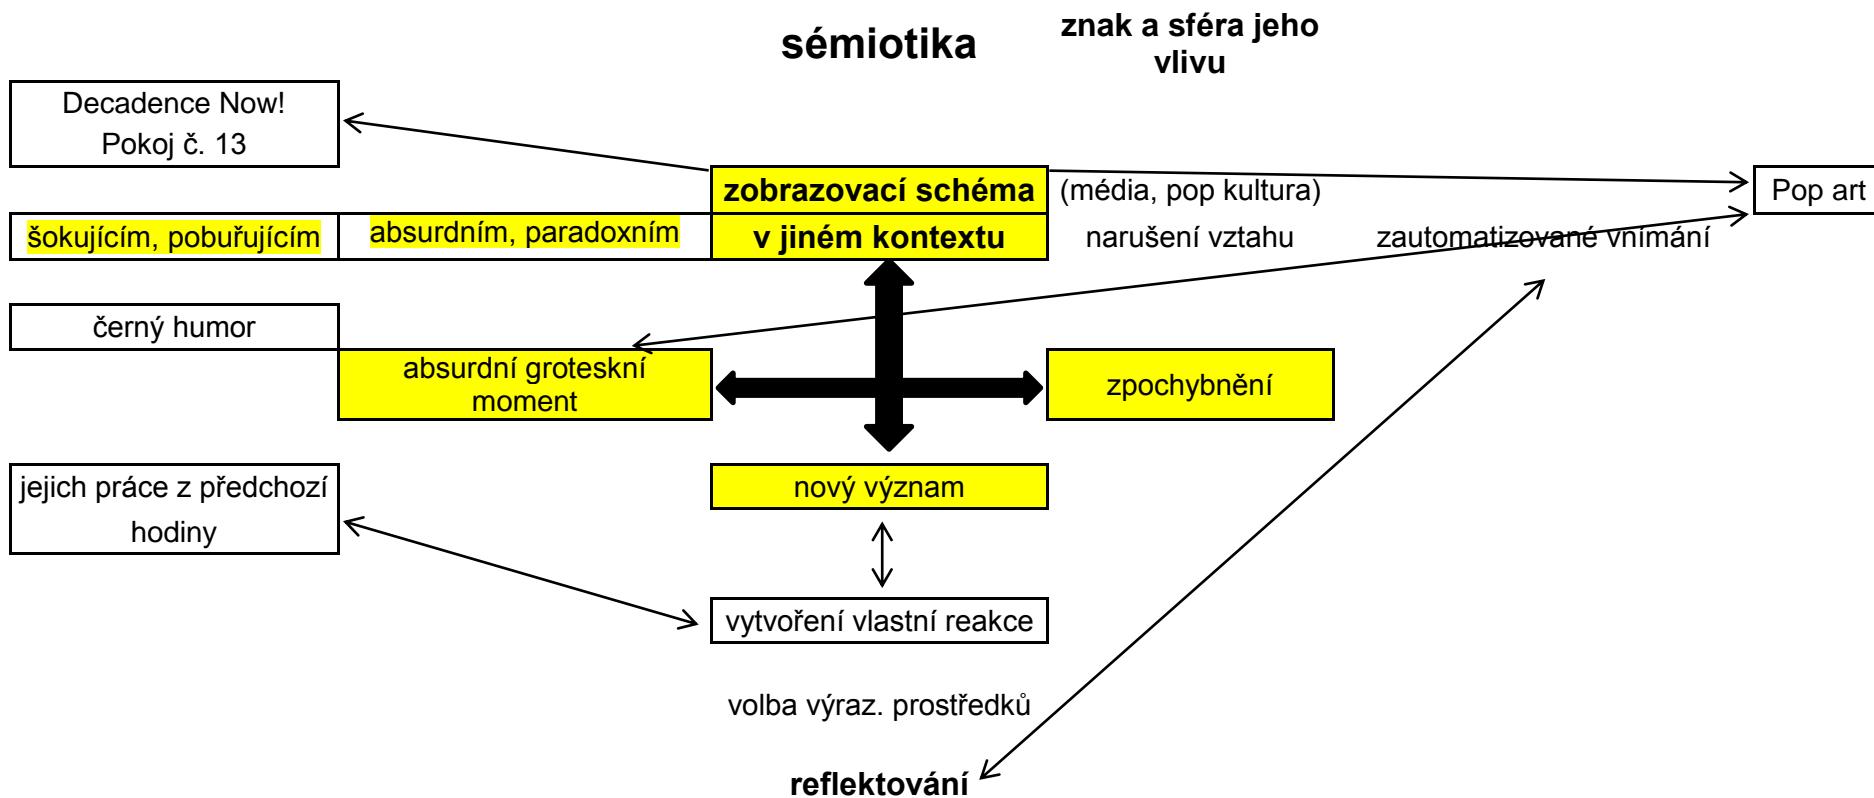 sémiotika
znak a sféra jeho
vlivu
Decadence Now!
Pokoj č. 13
zobrazovací schéma
(média, pop kultura)
Pop art
šokujícím, pobuřujícím
absurdním, paradoxním
v jiném kontextu
narušení vztahu
zautomatizované vnímání
černý humor
absurdní groteskní
moment
zpochybnění
jejich práce z předchozí
hodiny
nový význam
vytvoření vlastní reakce
volba výraz. prostředků
reflektování